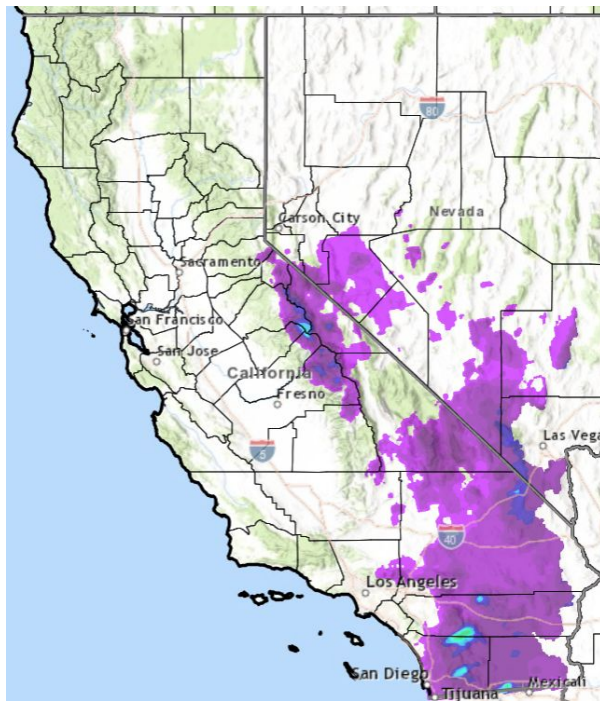 80
Carson City
Nevada
Sacramento
San Francisco
San Jose
California
Fresno
5
Las Vega
40
Los Angeles
San Diego
Mexicali
Tijuana